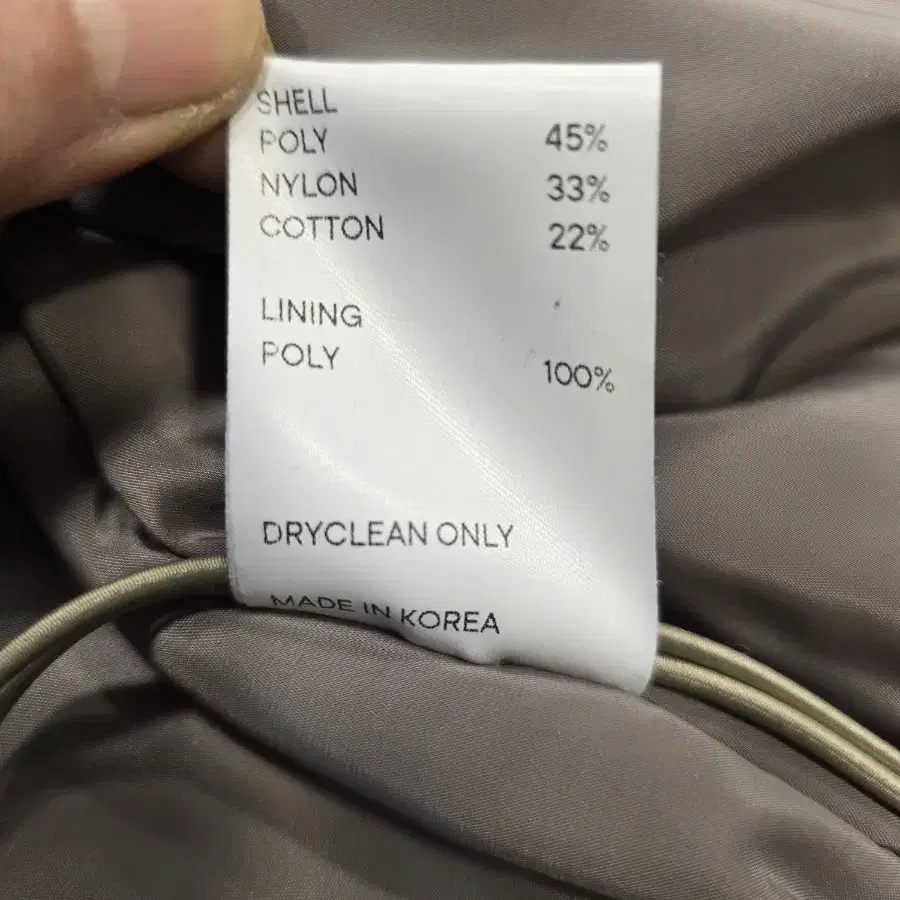 SHELL
POLY 45%
NYLON 33%
COTTON 22%
LINING
POLY 100%
DRYCLEAN ONLY
MADE IN KOREA